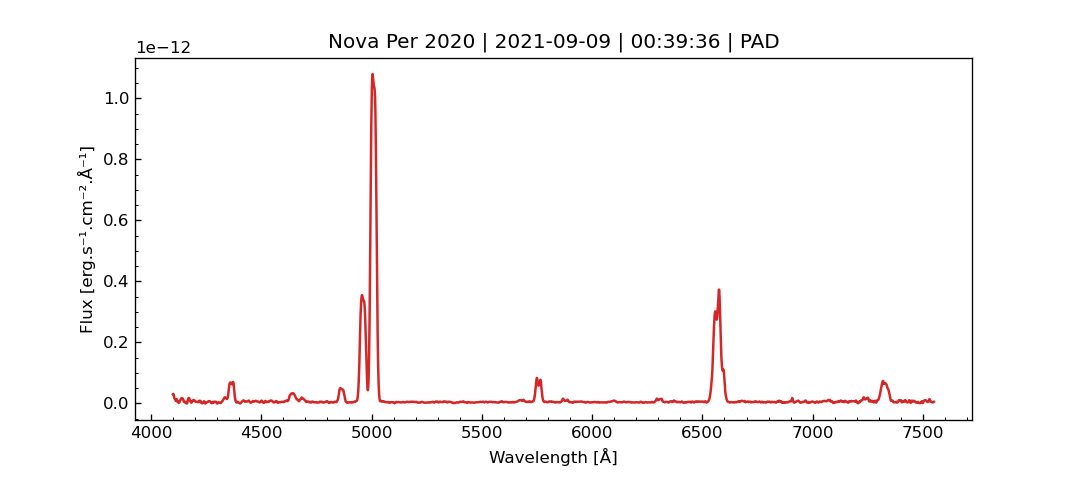 Nova Per 2020 | 2021-09-09 | 00:39:36 | PAD
1e−12
1.0
0.8
0.6
0.4
0.2
0.0
Flux [erg.s⁻¹.cm⁻².Å⁻¹]
4000 4500 5000 5500 6000 6500 7000 7500
Wavelength [Å]